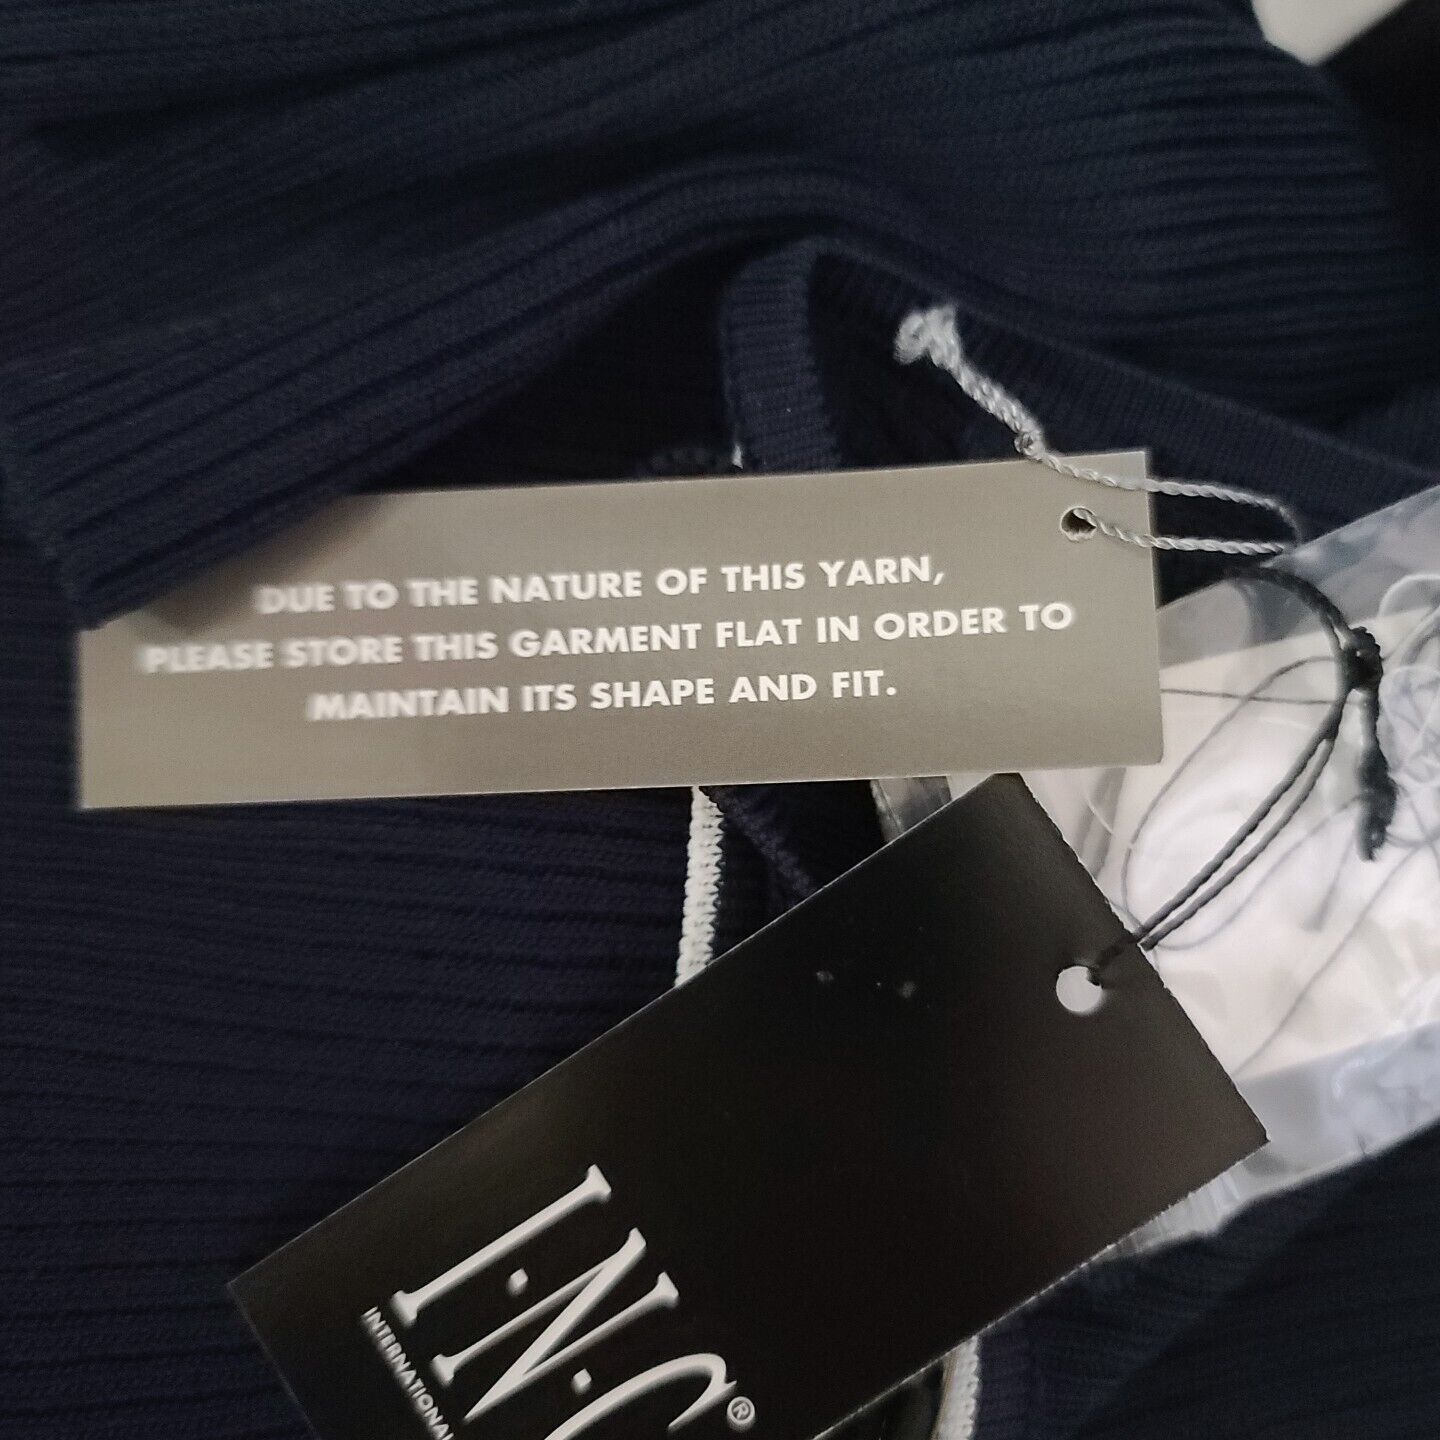 DUE TO THE NATURE OF THIS YARN,
PLEASE STORE THIS GARMENT FLAT IN ORDER TO
MAINTAIN ITS SHAPE AND FIT.
I·N·C®
INTERNATIONAL